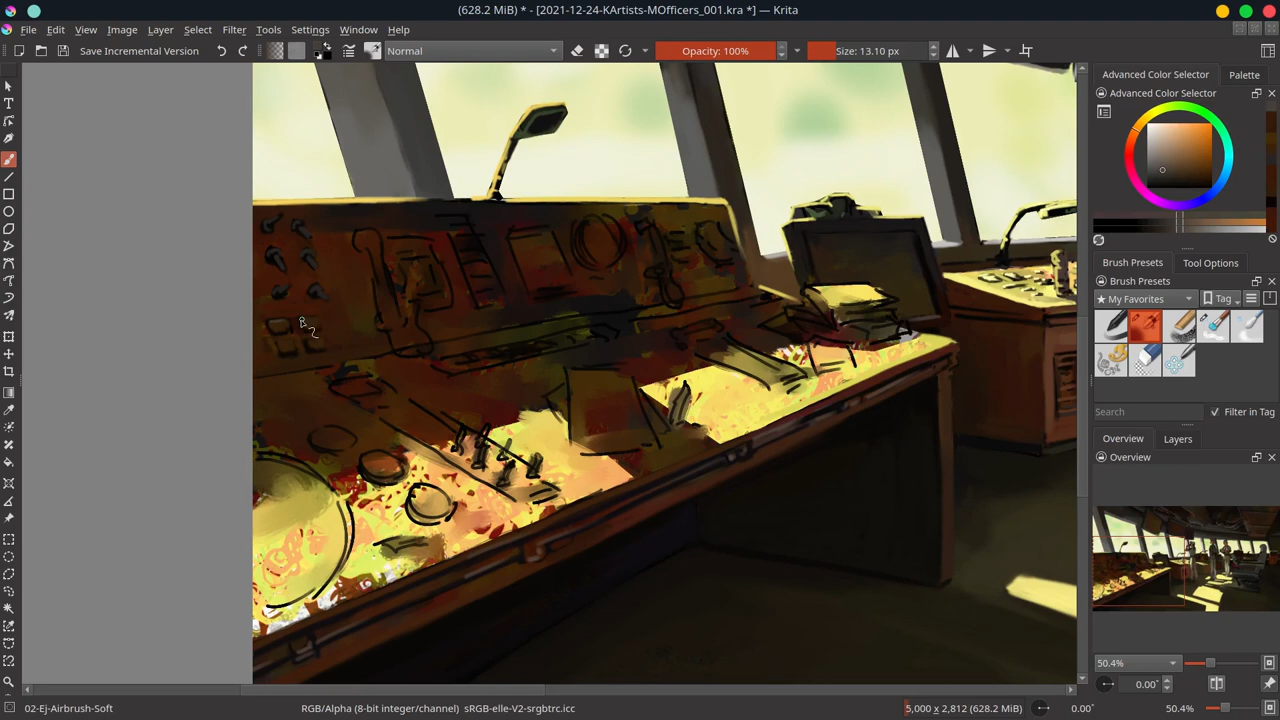 (628.2 MiB) * - [2021-12-24-KArtists-MOfficers_001.kra *] — Krita
File Edit View Image Layer Select Filter Tools Settings Window Help
Save Incremental Version Normal Opacity: 100% Size: 13.10 px
Advanced Color Selector Palette
Advanced Color Selector
Brush Presets Tool Options
Brush Presets
★ My Favorites Tag
Search Filter in Tag
Overview Layers
Overview
50.4%
0.00°
02-Ej-Airbrush-Soft RGB/Alpha (8-bit integer/channel) sRGB-elle-V2-srgbtrc.icc 5,000 x 2,812 (628.2 MiB) 0.00° 50.4%